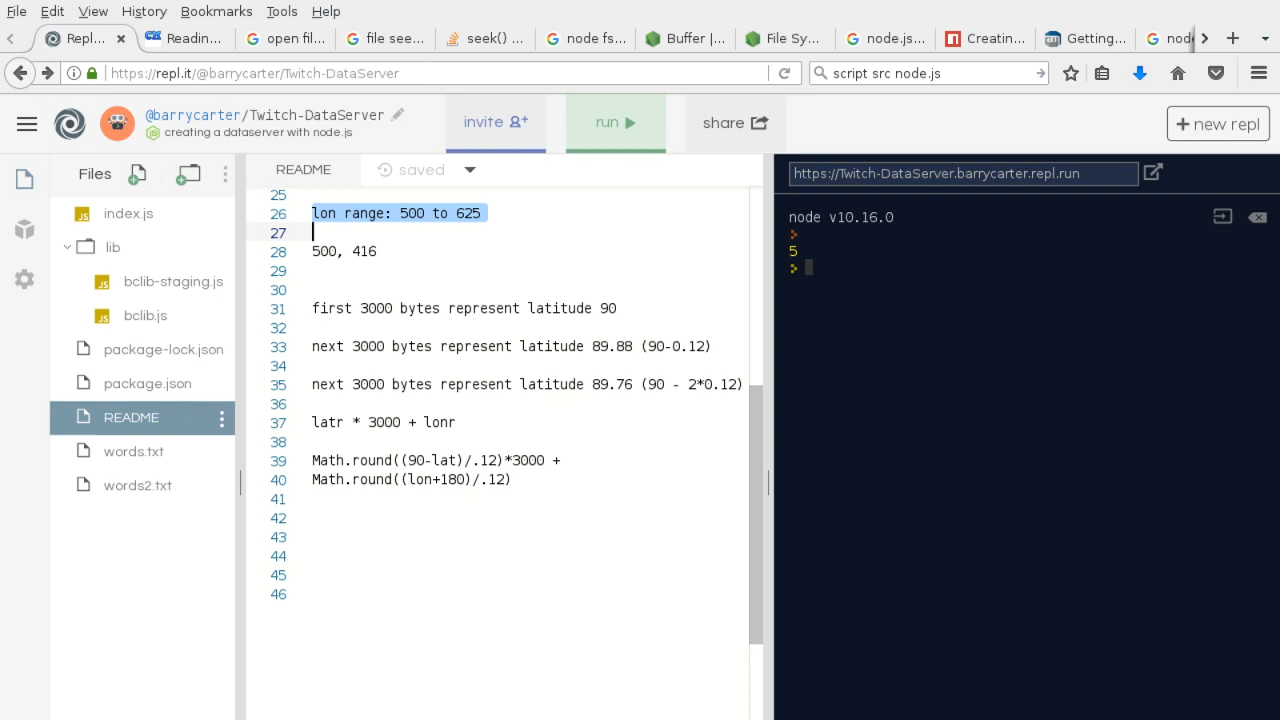 File Edit View History Bookmarks Tools Help
Repl... Readin... open fil... file see... seek() ... node fs... Buffer |... File Sy... node.js... Creatin... Getting...
https://repl.it/@barrycarter/Twitch-DataServer script src node.js
@barrycarter/Twitch-DataServer
creating a dataserver with node.js
invite run share + new repl
Files README saved
index.js
lib
bclib-staging.js
bclib.js
package-lock.json
package.json
README
words.txt
words2.txt
25
26 lon range: 500 to 625
27
28 500, 416
29
30
31 first 3000 bytes represent latitude 90
32
33 next 3000 bytes represent latitude 89.88 (90-0.12)
34
35 next 3000 bytes represent latitude 89.76 (90 - 2*0.12)
36
37 latr * 3000 + lonr
38
39 Math.round((90-lat)/.12)*3000 +
40 Math.round((lon+180)/.12)
41
42
43
44
45
46
https://Twitch-DataServer.barrycarter.repl.run
node v10.16.0
>
5
>